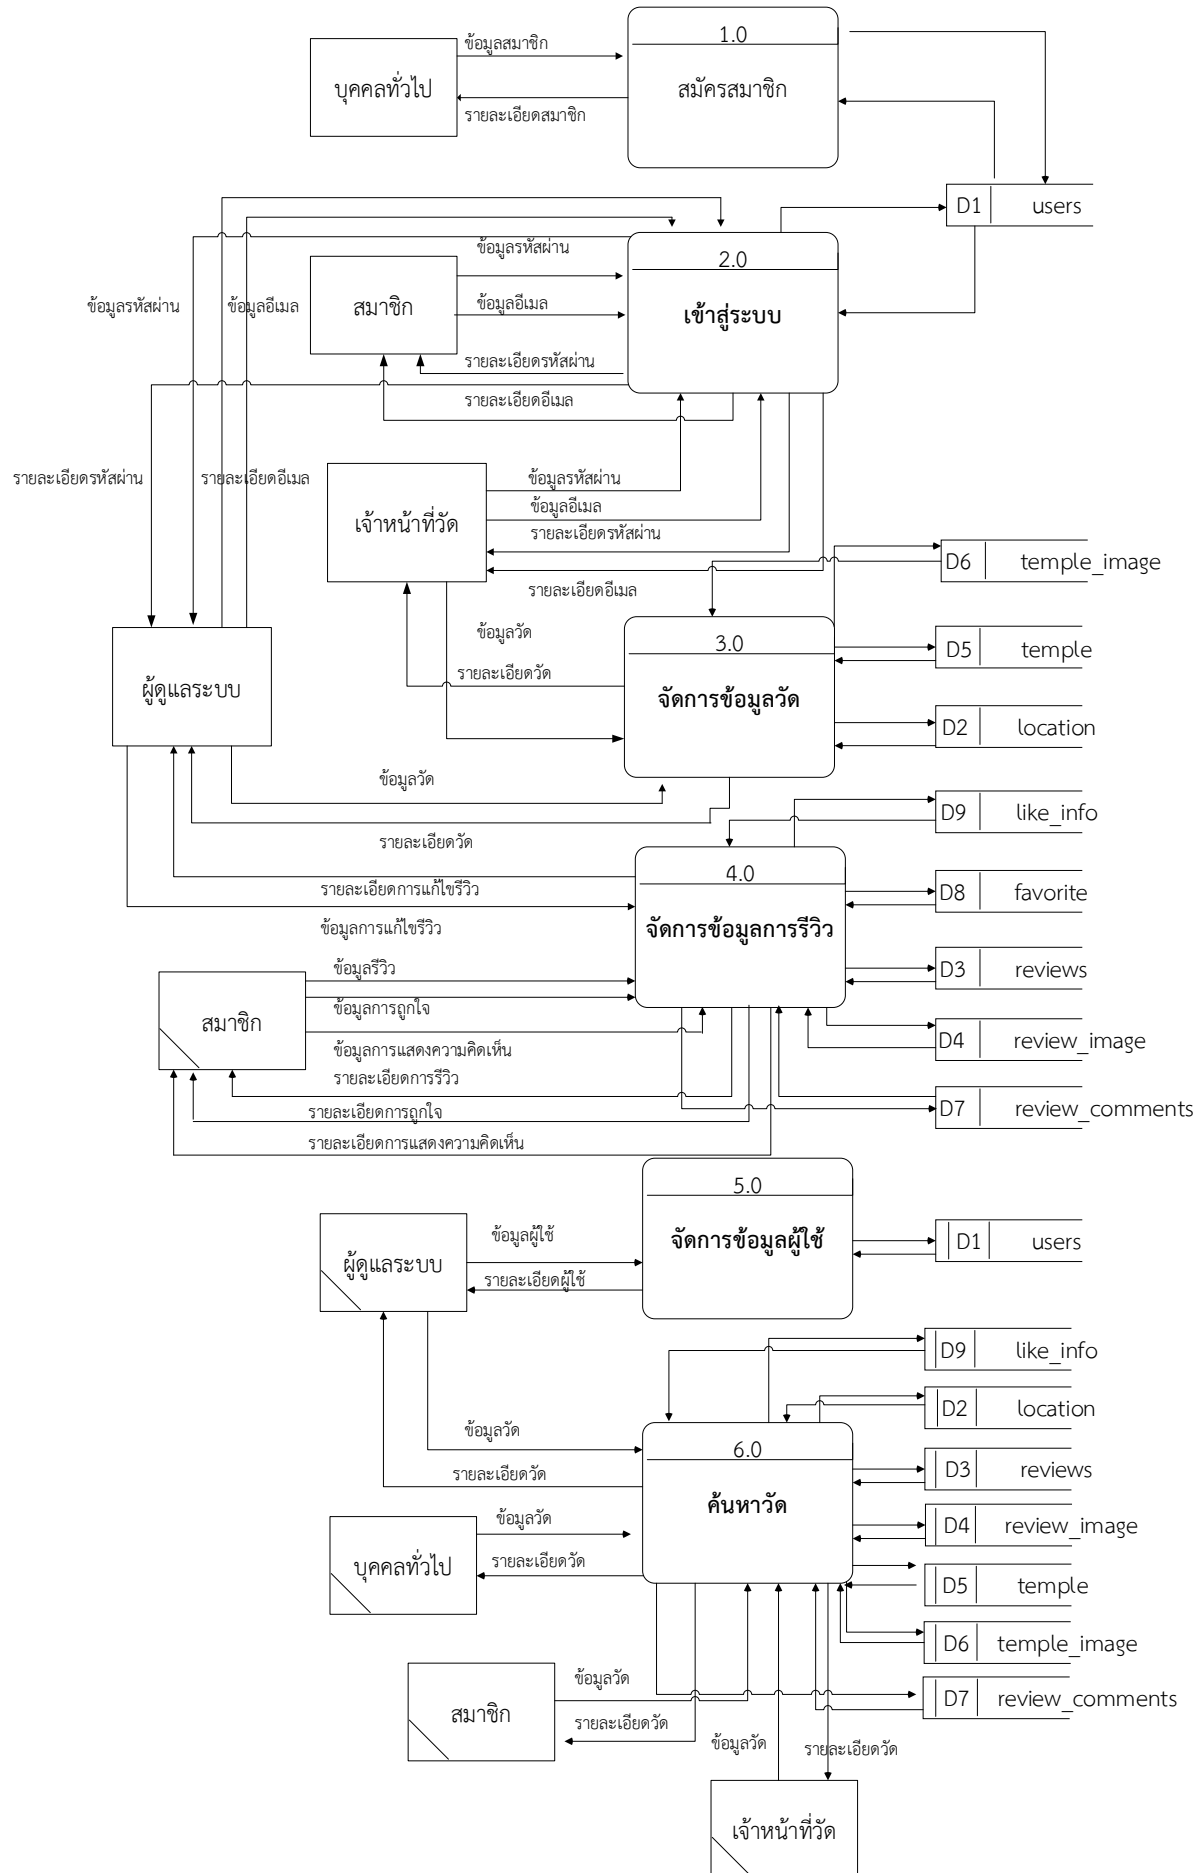 1.0
ข้อมูลสมาชิก
บุคคลทั่วไป
สมัครสมาชิก
รายละเอียดสมาชิก
D1 users
ข้อมูลรหัสผ่าน
2.0
ข้อมูลรหัสผ่าน
ข้อมูลอีเมล
สมาชิก
ข้อมูลอีเมล
เข้าสู่ระบบ
รายละเอียดรหัสผ่าน
รายละเอียดอีเมล
รายละเอียดรหัสผ่าน
รายละเอียดอีเมล
ข้อมูลรหัสผ่าน
ข้อมูลอีเมล
เจ้าหน้าที่วัด
รายละเอียดรหัสผ่าน
รายละเอียดอีเมล
D6 temple_image
ข้อมูลวัด
3.0
D5 temple
รายละเอียดวัด
ผู้ดูแลระบบ
จัดการข้อมูลวัด
D2 location
ข้อมูลวัด
D9 like_info
รายละเอียดวัด
4.0
รายละเอียดการแก้ไขรีวิว
D8 favorite
ข้อมูลการแก้ไขรีวิว
จัดการข้อมูลการรีวิว
ข้อมูลรีวิว
D3 reviews
ข้อมูลการถูกใจ
สมาชิก
ข้อมูลการแสดงความคิดเห็น
D4 review_image
รายละเอียดการรีวิว
รายละเอียดการถูกใจ
D7 review_comments
รายละเอียดการแสดงความคิดเห็น
5.0
ข้อมูลผู้ใช้
จัดการข้อมูลผู้ใช้
D1 users
ผู้ดูแลระบบ
รายละเอียดผู้ใช้
D9 like_info
D2 location
ข้อมูลวัด
6.0
รายละเอียดวัด
D3 reviews
ค้นหาวัด
ข้อมูลวัด
D4 review_image
บุคคลทั่วไป
รายละเอียดวัด
D5 temple
D6 temple_image
ข้อมูลวัด
D7 review_comments
สมาชิก
รายละเอียดวัด
ข้อมูลวัด
รายละเอียดวัด
เจ้าหน้าที่วัด